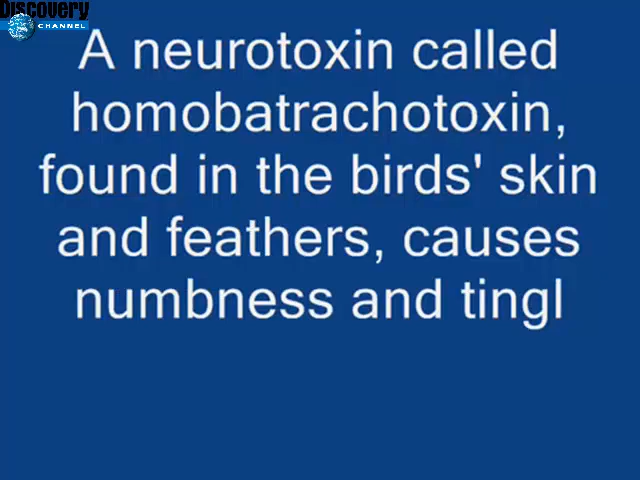 Discovery
CHANNEL
A neurotoxin called
homobatrachotoxin,
found in the birds' skin
and feathers, causes
numbness and tingl